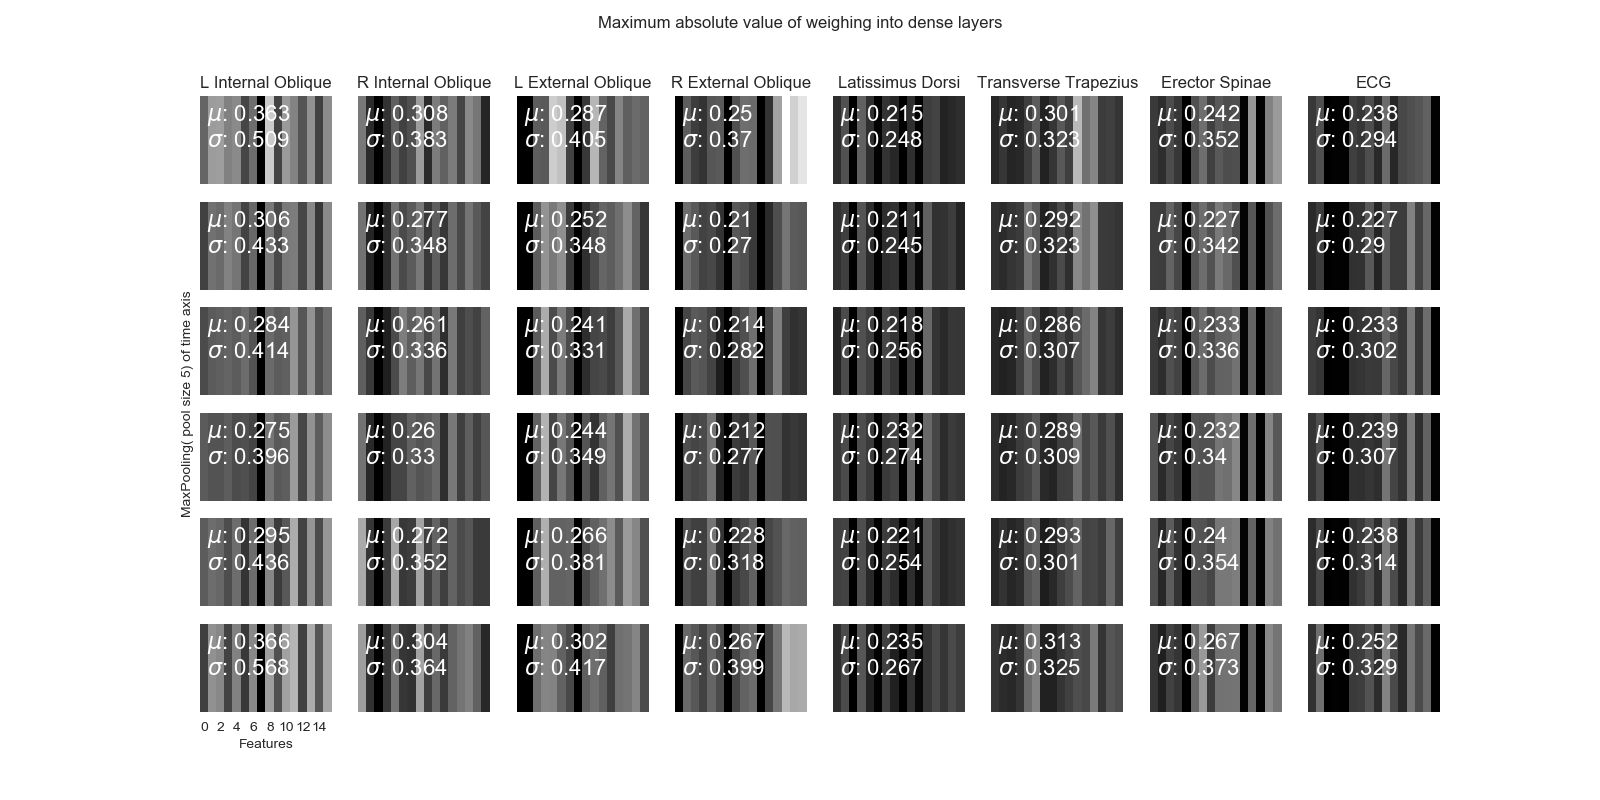 Maximum absolute value of weighing into dense layers
L Internal Oblique R Internal Oblique L External Oblique R External Oblique Latissimus Dorsi Transverse Trapezius Erector Spinae ECG
μ: 0.363 μ: 0.308 μ: 0.287 μ: 0.25 μ: 0.215 μ: 0.301 μ: 0.242 μ: 0.238
σ: 0.509 σ: 0.383 σ: 0.405 σ: 0.37 σ: 0.248 σ: 0.323 σ: 0.352 σ: 0.294
μ: 0.306 μ: 0.277 μ: 0.252 μ: 0.21 μ: 0.211 μ: 0.292 μ: 0.227 μ: 0.227
σ: 0.433 σ: 0.348 σ: 0.348 σ: 0.27 σ: 0.245 σ: 0.323 σ: 0.342 σ: 0.29
μ: 0.284 μ: 0.261 μ: 0.241 μ: 0.214 μ: 0.218 μ: 0.286 μ: 0.233 μ: 0.233
σ: 0.414 σ: 0.336 σ: 0.331 σ: 0.282 σ: 0.256 σ: 0.307 σ: 0.336 σ: 0.302
μ: 0.275 μ: 0.26 μ: 0.244 μ: 0.212 μ: 0.232 μ: 0.289 μ: 0.232 μ: 0.239
σ: 0.396 σ: 0.33 σ: 0.349 σ: 0.277 σ: 0.274 σ: 0.309 σ: 0.34 σ: 0.307
μ: 0.295 μ: 0.272 μ: 0.266 μ: 0.228 μ: 0.221 μ: 0.293 μ: 0.24 μ: 0.238
σ: 0.436 σ: 0.352 σ: 0.381 σ: 0.318 σ: 0.254 σ: 0.301 σ: 0.354 σ: 0.314
μ: 0.366 μ: 0.304 μ: 0.302 μ: 0.267 μ: 0.235 μ: 0.313 μ: 0.267 μ: 0.252
σ: 0.568 σ: 0.364 σ: 0.417 σ: 0.399 σ: 0.267 σ: 0.325 σ: 0.373 σ: 0.329
MaxPooling( pool size 5) of time axis
0 2 4 6 8 10 12 14
Features